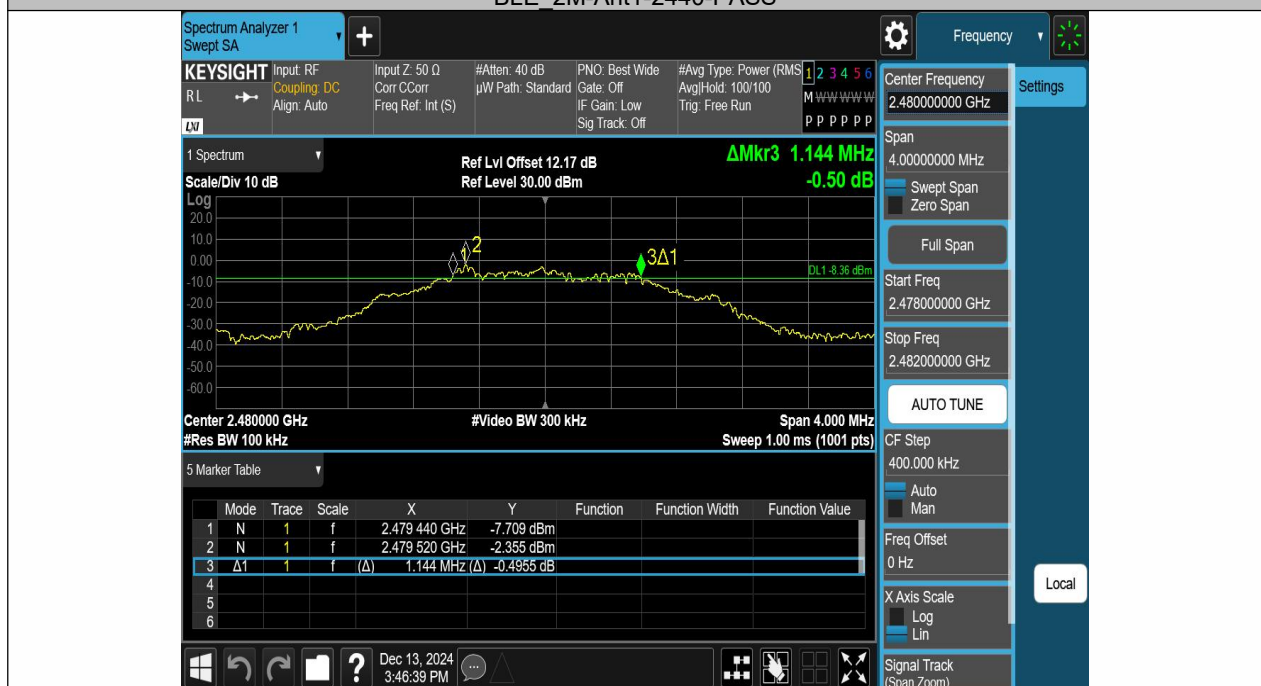 BLE_2M-Ant1-2440-PASS
Spectrum Analyzer 1
Swept SA
+
Frequency
KEYSIGHT
RL
LXI
Input: RF
Coupling: DC
Align: Auto
Input Z: 50 Ω
Corr CCorr
Freq Ref: Int (S)
#Atten: 40 dB
µW Path: Standard
PNO: Best Wide
Gate: Off
IF Gain: Low
Sig Track: Off
#Avg Type: Power (RMS
Avg|Hold: 100/100
Trig: Free Run
1 2 3 4 5 6
M W W W W W
P P P P P P
Center Frequency
2.480000000 GHz
Settings
Span
4.00000000 MHz
Swept Span
Zero Span
Full Span
Start Freq
2.478000000 GHz
Stop Freq
2.482000000 GHz
AUTO TUNE
CF Step
400.000 kHz
Auto
Man
Freq Offset
0 Hz
X Axis Scale
Log
Lin
Signal Track
(Span Zoom)
Local
1 Spectrum
Scale/Div 10 dB
Log
Ref Lvl Offset 12.17 dB
Ref Level 30.00 dBm
ΔMkr3 1.144 MHz
-0.50 dB
20.0
10.0
0.00
-10.0
-20.0
-30.0
-40.0
-50.0
-60.0
1
2
3Δ1
DL1 -8.36 dBm
Center 2.480000 GHz
#Res BW 100 kHz
#Video BW 300 kHz
Span 4.000 MHz
Sweep 1.00 ms (1001 pts)
5 Marker Table
Mode Trace Scale X Y Function Function Width Function Value
1 N 1 f 2.479 440 GHz -7.709 dBm
2 N 1 f 2.479 520 GHz -2.355 dBm
3 Δ1 1 f (Δ) 1.144 MHz (Δ) -0.4955 dB
4
5
6
?
Dec 13, 2024
3:46:39 PM